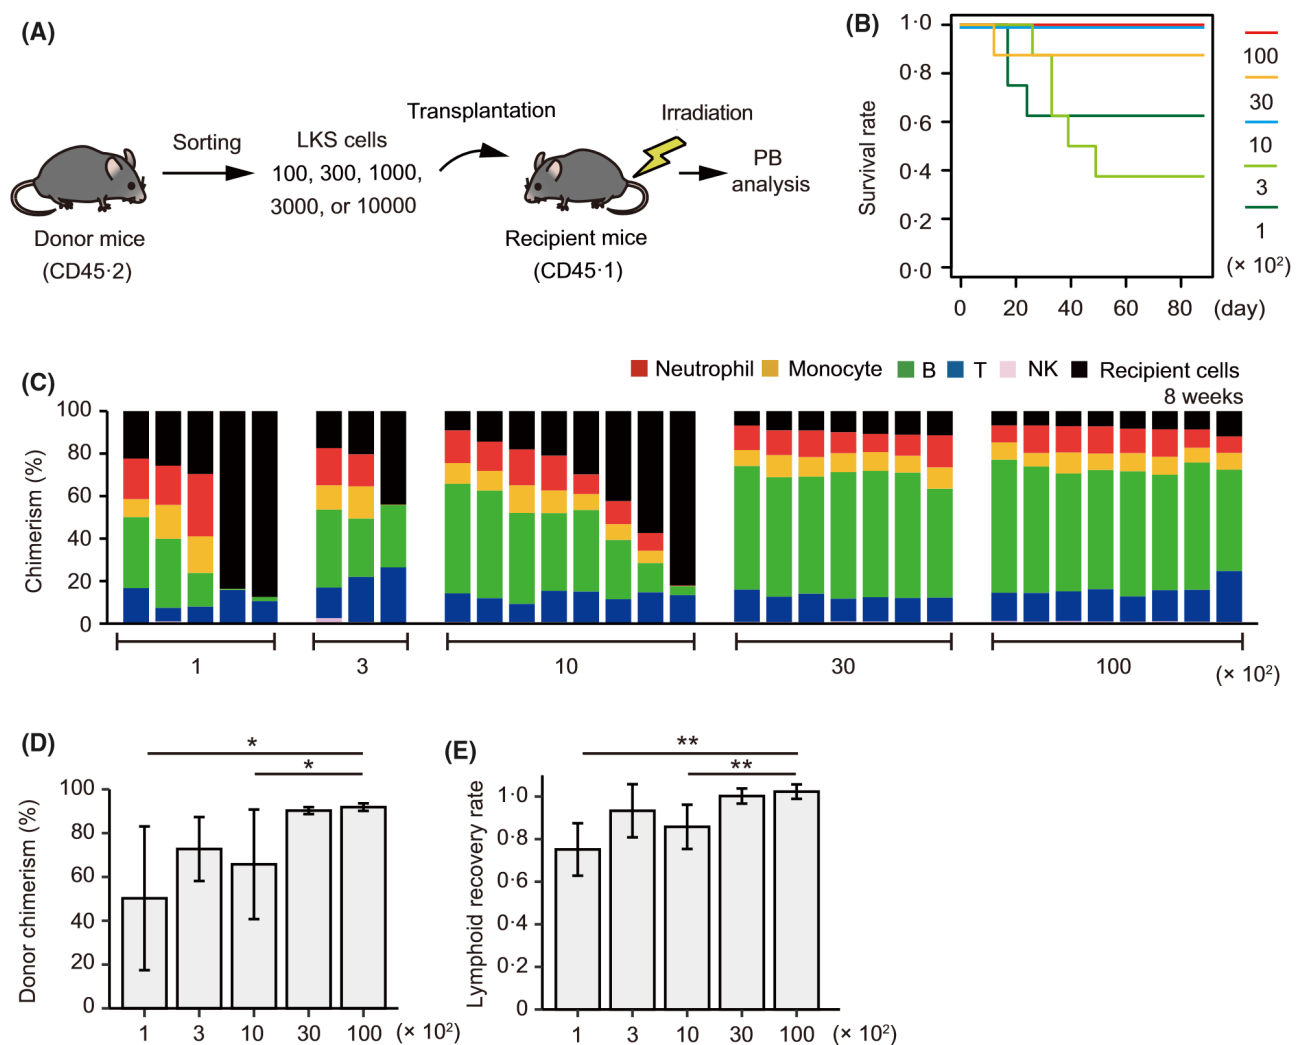 (A)
Sorting
LKS cells
100, 300, 1000,
3000, or 10000
Transplantation
Irradiation
PB
analysis
Donor mice
(CD45·2)
Recipient mice
(CD45·1)
(B)
Survival rate
1·0
0·8
0·6
0·4
0·2
0·0
0 20 40 60 80 (day)
100
30
10
3
1
(× 10²)
(C)
Neutrophil Monocyte B T NK Recipient cells
8 weeks
Chimerism (%)
100
80
60
40
20
0
1 3 10 30 100 (× 10²)
(D)
* 
*
Donor chimerism (%)
100
80
60
40
20
0
1 3 10 30 100 (× 10²)
(E)
**
**
Lymphoid recovery rate
1·0
0·8
0·6
0·4
0·2
0
1 3 10 30 100 (× 10²)